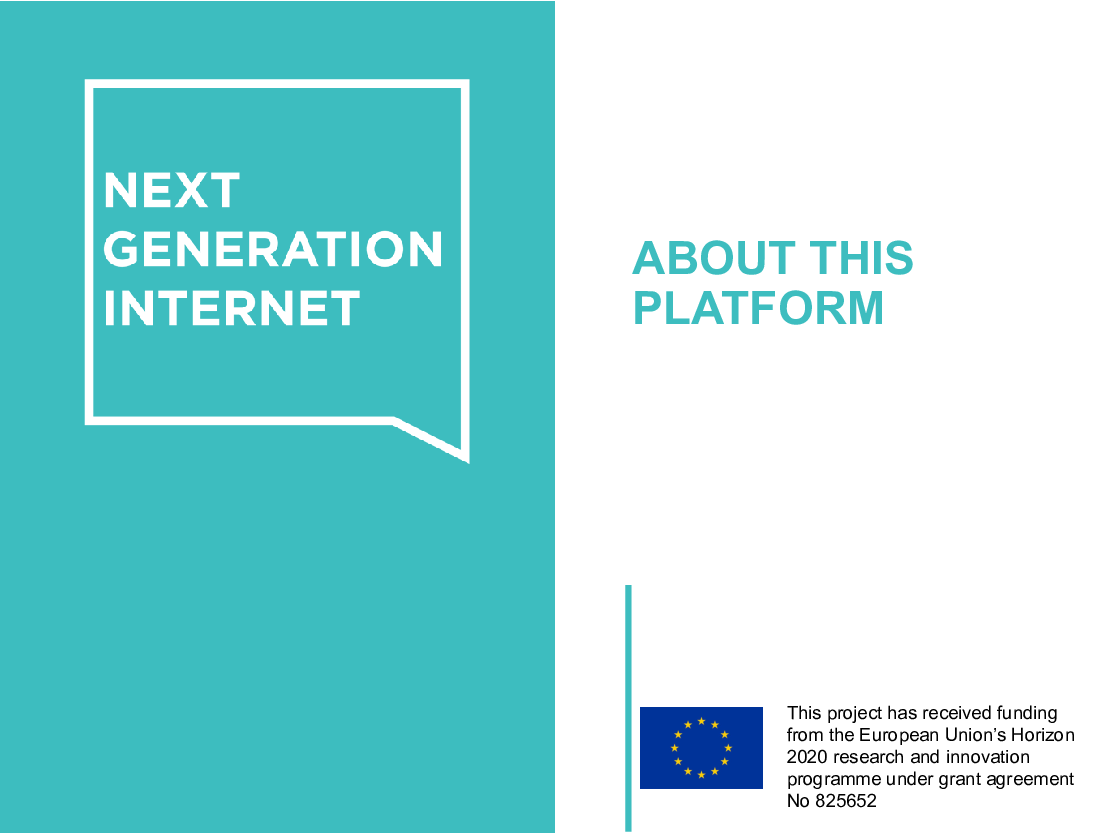 NEXT
GENERATION
INTERNET
ABOUT THIS
PLATFORM
This project has received funding
from the European Union’s Horizon
2020 research and innovation
programme under grant agreement
No 825652